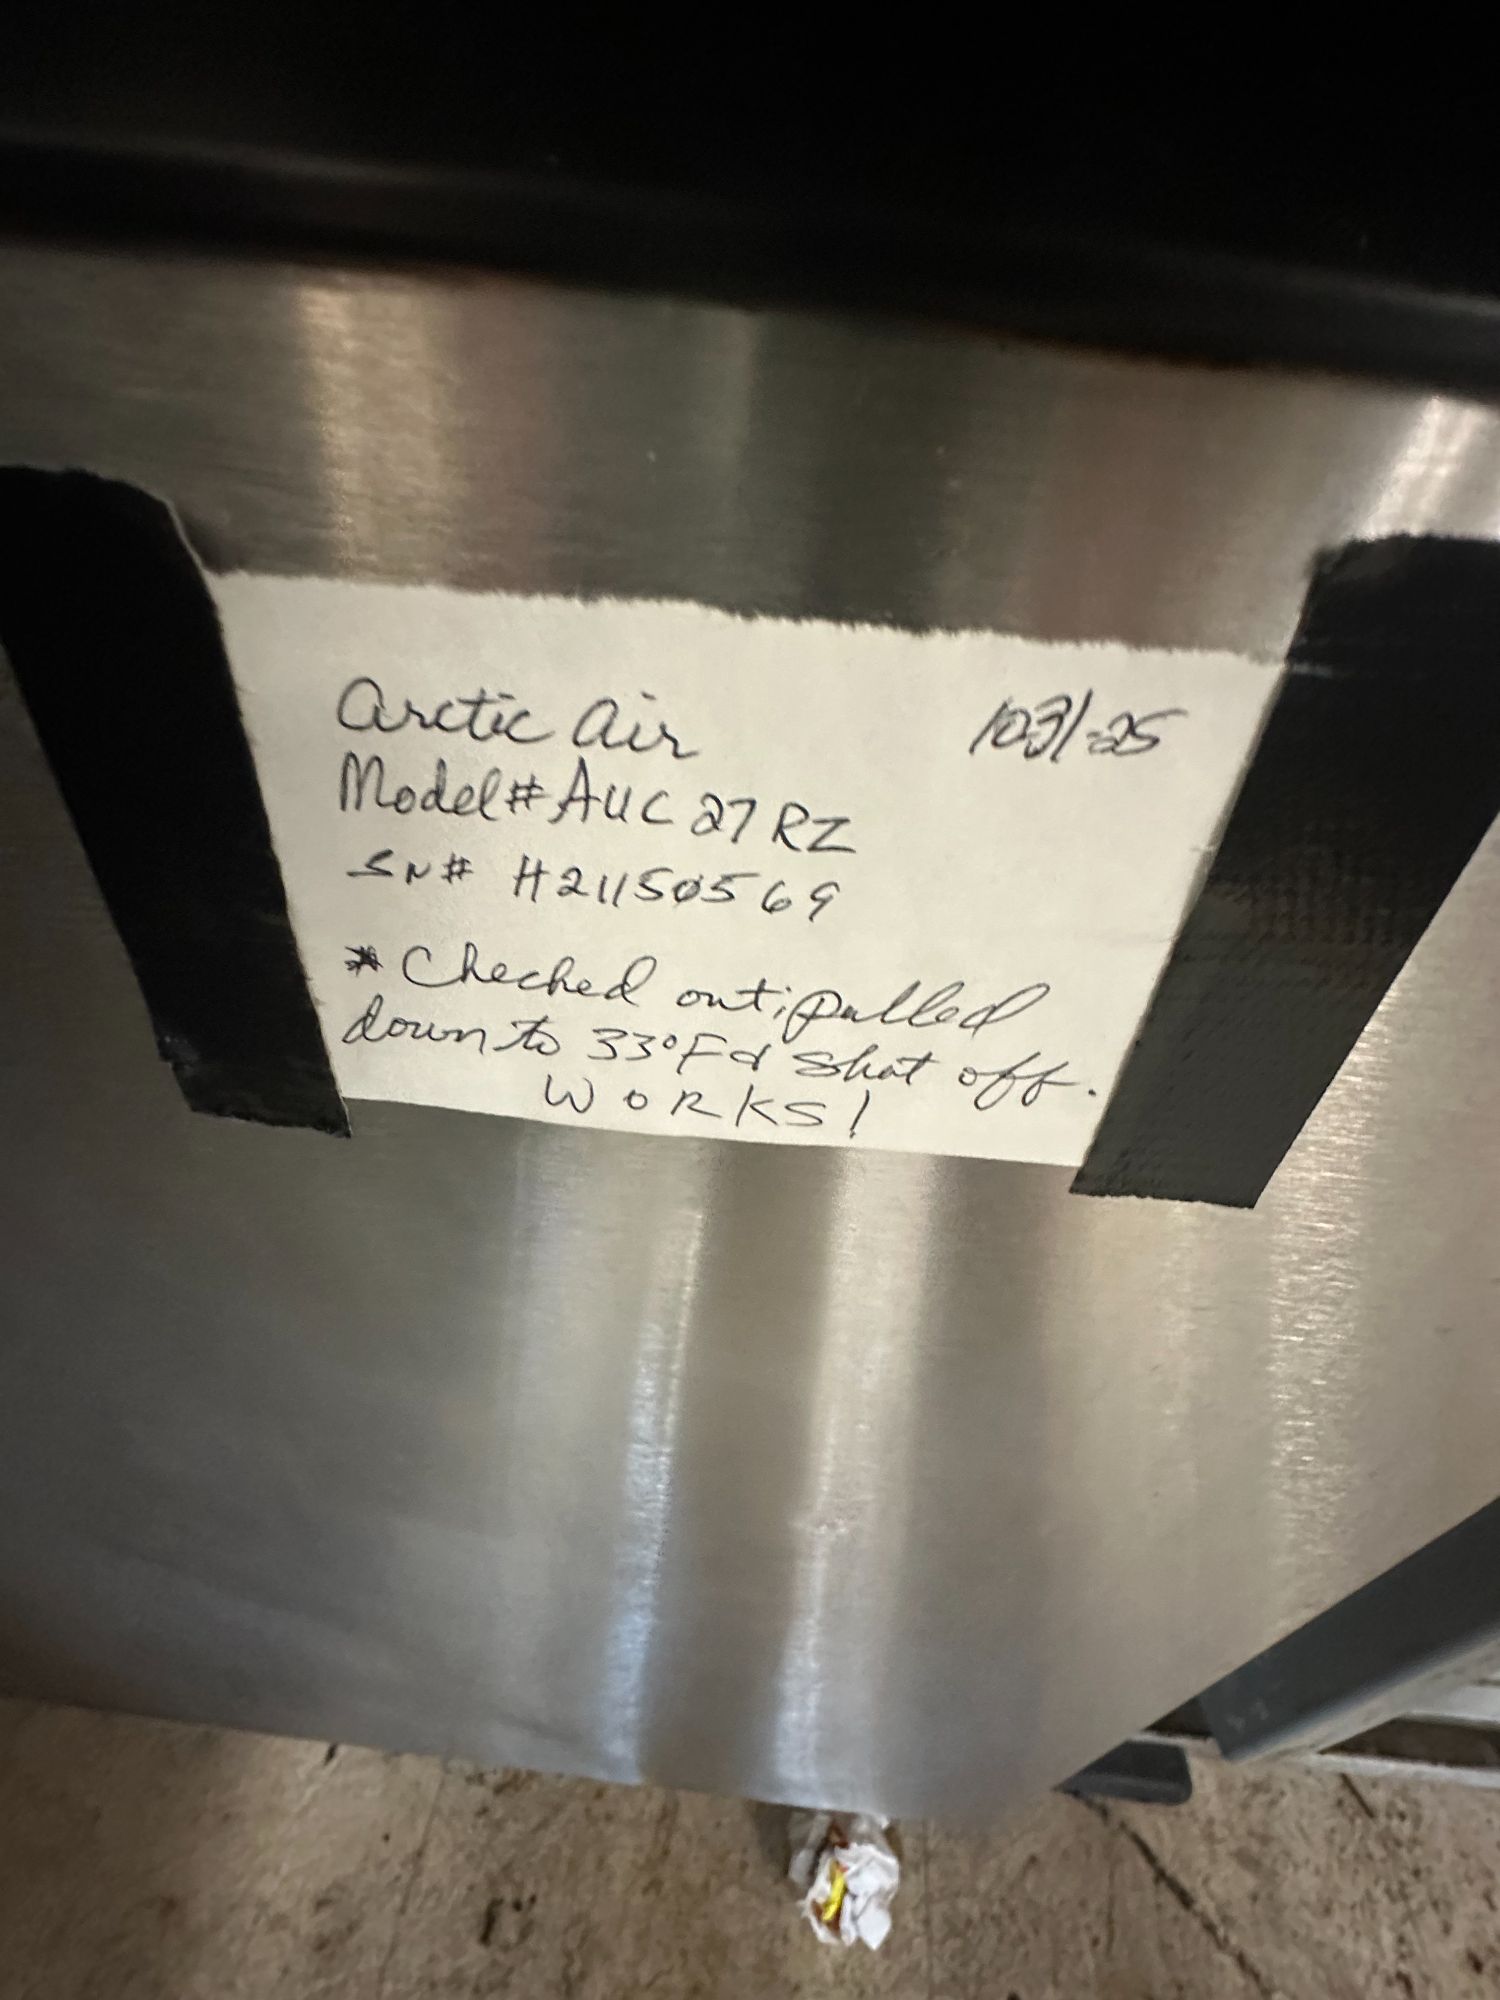 Arctic Air 10-31-25
Model# AUC 27 RZ
SN# H21150569
* Checked out; pulled
down to 33°F & shut off.
WORKS!